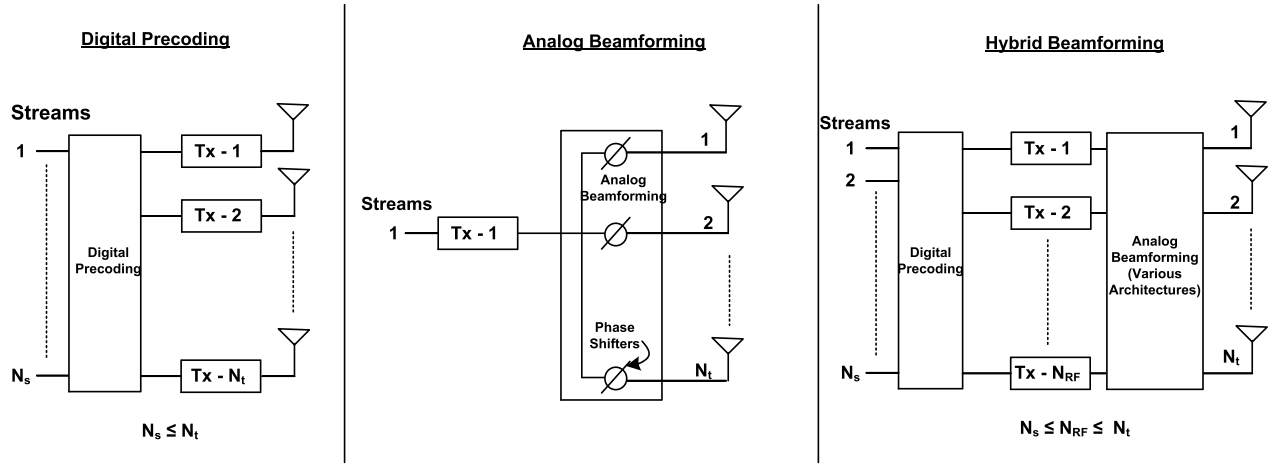 Digital Precoding
Streams
1
Tx - 1
Tx - 2
Digital
Precoding
Nₛ
Tx - Nₜ
Nₛ ≤ Nₜ
Analog Beamforming
1
Analog
Beamforming
Streams
1
Tx - 1
2
Phase
Shifters
Nₜ
Hybrid Beamforming
Streams
1
2
Digital
Precoding
Nₛ
Tx - 1
Tx - 2
Tx - N_RF
Analog
Beamforming
(Various
Architectures)
1
2
Nₜ
Nₛ ≤ N_RF ≤ Nₜ